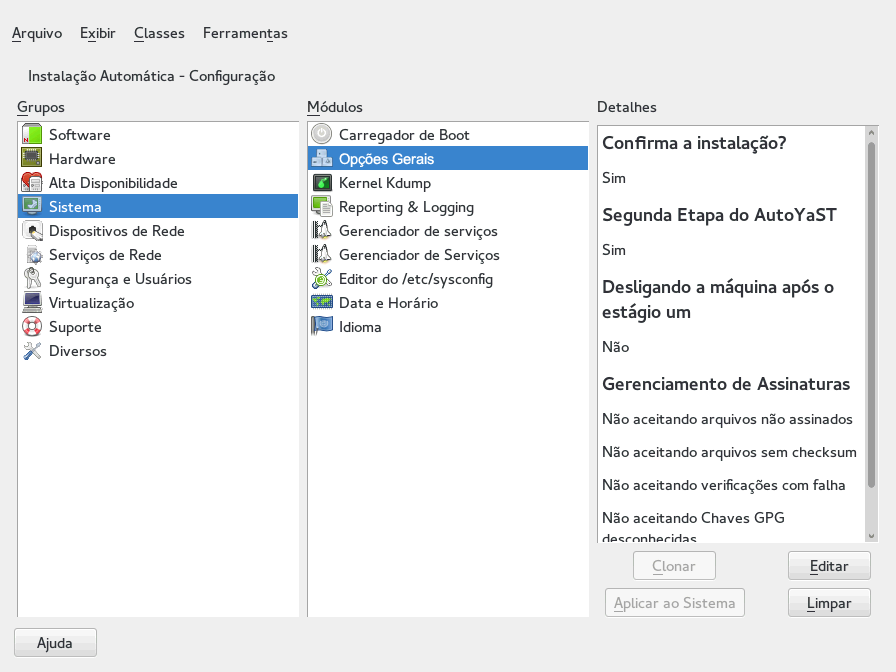 Arquivo Exibir Classes Ferramentas
Instalação Automática - Configuração
Grupos
Software
Hardware
Alta Disponibilidade
Sistema
Dispositivos de Rede
Serviços de Rede
Segurança e Usuários
Virtualização
Suporte
Diversos
Módulos
Carregador de Boot
Opções Gerais
Kernel Kdump
Reporting & Logging
Gerenciador de serviços
Gerenciador de Serviços
Editor do /etc/sysconfig
Data e Horário
Idioma
Detalhes
Confirma a instalação?
Sim
Segunda Etapa do AutoYaST
Sim
Desligando a máquina após o
estágio um
Não
Gerenciamento de Assinaturas
Não aceitando arquivos não assinados
Não aceitando arquivos sem checksum
Não aceitando verificações com falha
Não aceitando Chaves GPG
desconhecidas
Clonar
Editar
Aplicar ao Sistema
Limpar
Ajuda